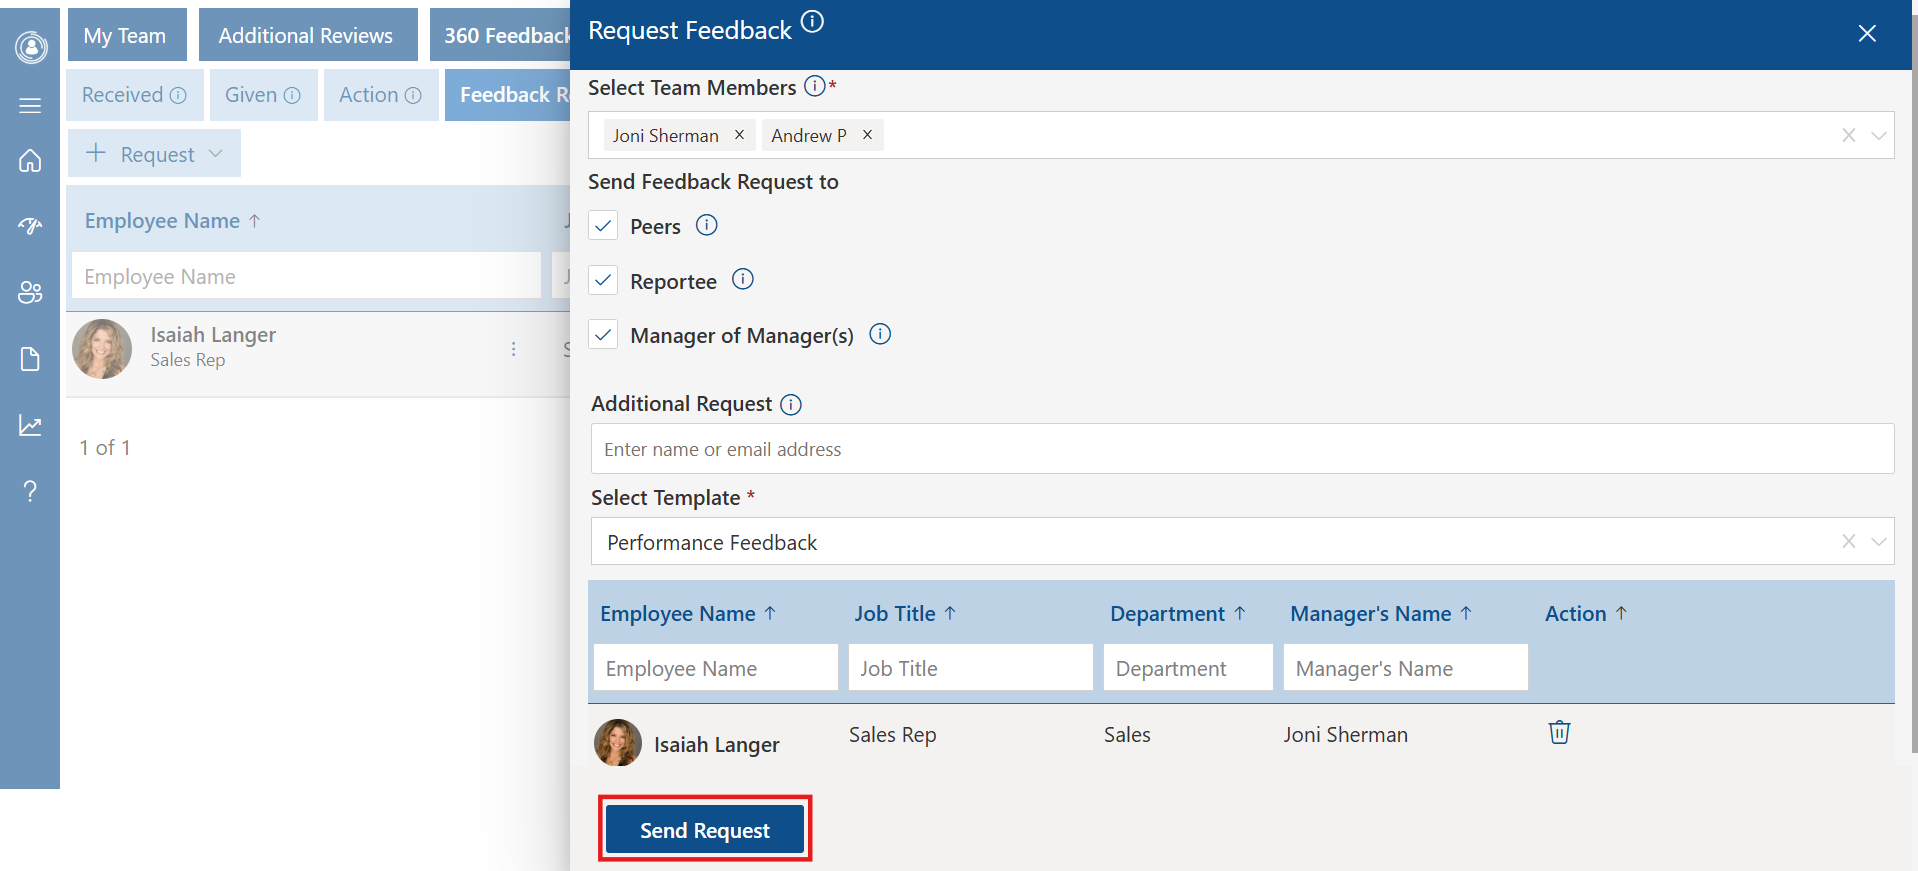 My Team
Additional Reviews
360 Feedback
Received
Given
Action
Feedback R
Request
Employee Name ↑
Employee Name
Isaiah Langer
Sales Rep
1 of 1
Request Feedback
Select Team Members *
Joni Sherman ×
Andrew P ×
Send Feedback Request to
Peers
Reportee
Manager of Manager(s)
Additional Request
Enter name or email address
Select Template *
Performance Feedback
Employee Name ↑ Job Title ↑ Department ↑ Manager's Name ↑ Action ↑
Employee Name Job Title Department Manager's Name
Isaiah Langer Sales Rep Sales Joni Sherman
Send Request